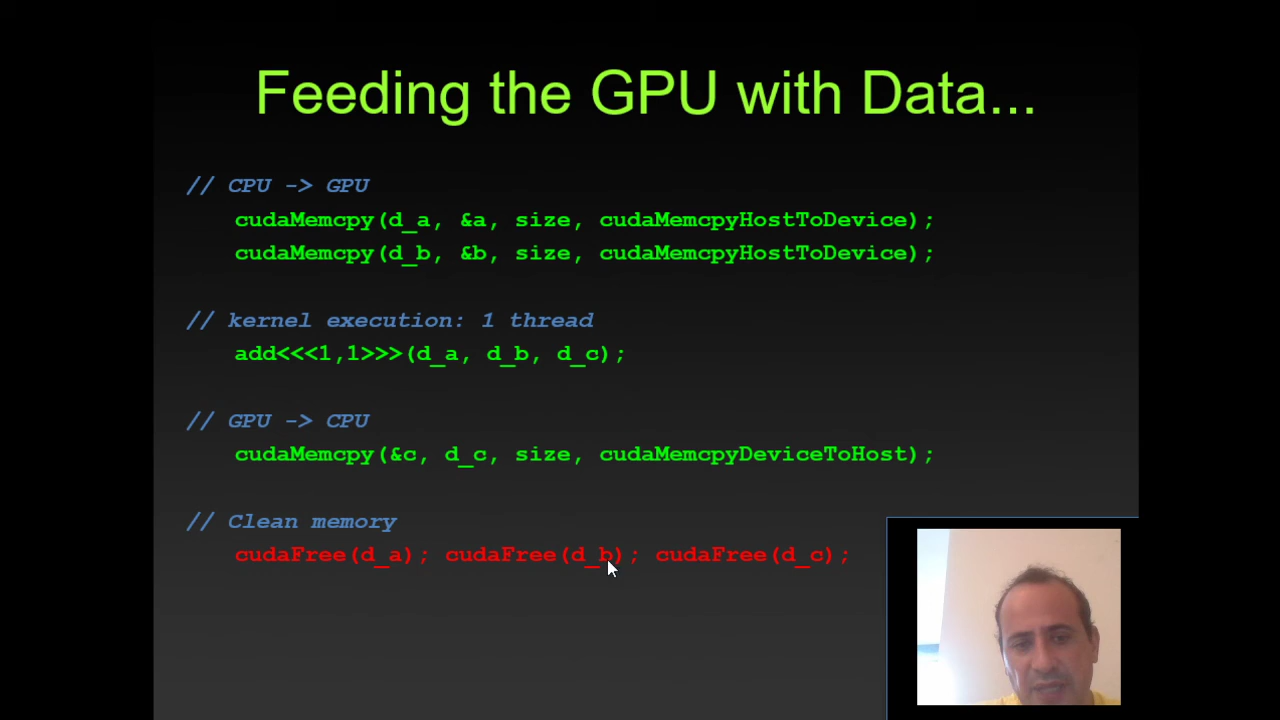 Feeding the GPU with Data...
// CPU -> GPU
cudaMemcpy(d_a, &a, size, cudaMemcpyHostToDevice);
cudaMemcpy(d_b, &b, size, cudaMemcpyHostToDevice);
// kernel execution: 1 thread
add<<<1,1>>>(d_a, d_b, d_c);
// GPU -> CPU
cudaMemcpy(&c, d_c, size, cudaMemcpyDeviceToHost);
// Clean memory
cudaFree(d_a); cudaFree(d_b); cudaFree(d_c);